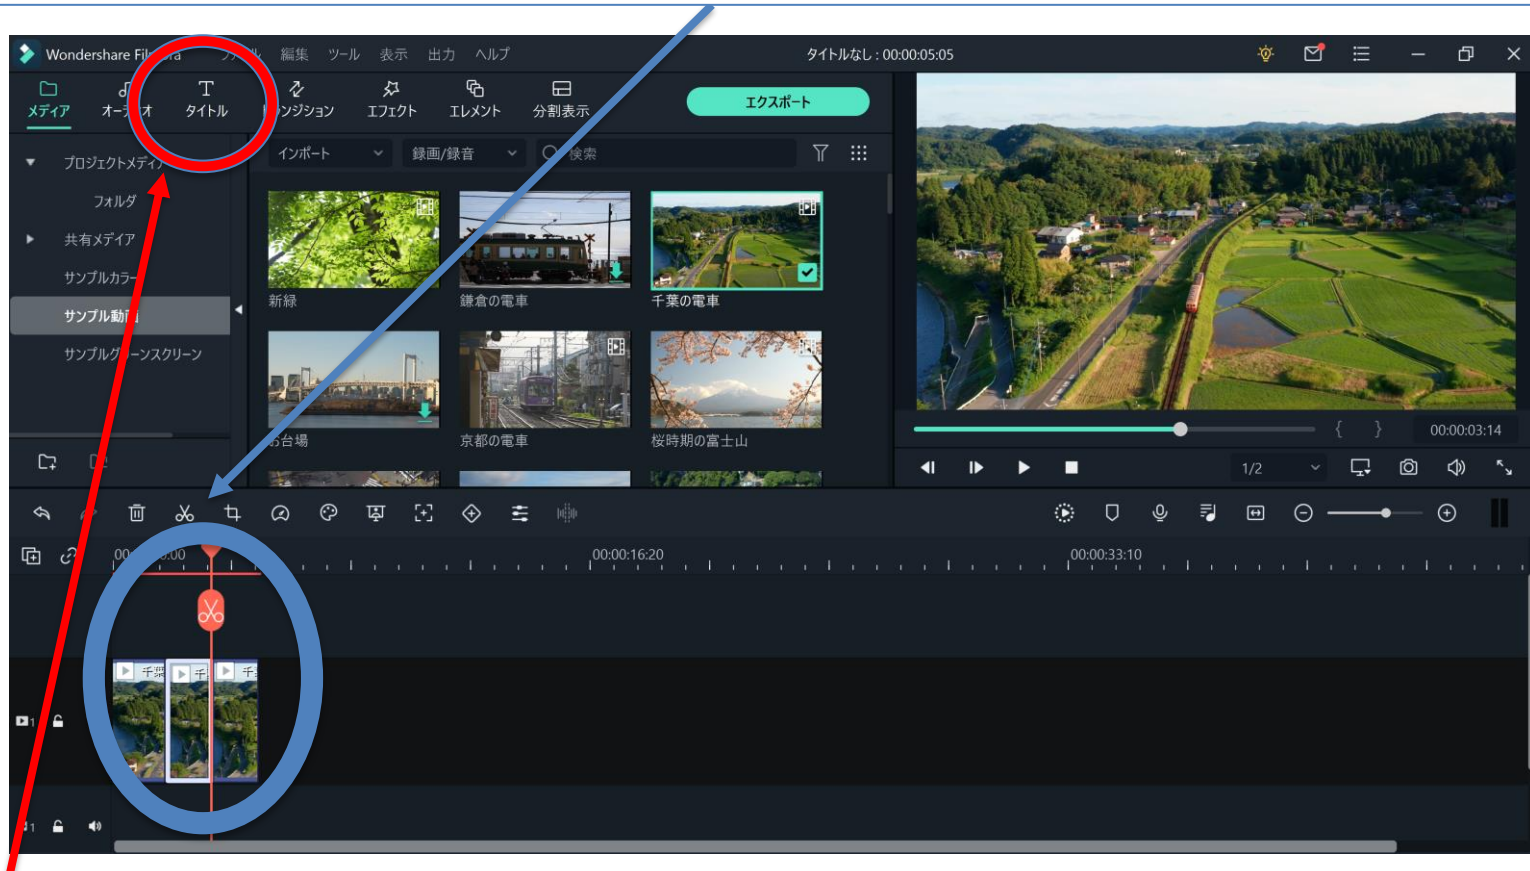 Wondershare Fil ra 編集 ツール 表示 出力 ヘルプ タイトルなし : 00:00:05:05
メディア オーディオ タイトル トランジション エフェクト エレメント 分割表示 エクスポート
プロジェクトメディア インポート 録画/録音 検索
フォルダ
共有メデイア
サンプルカラー
サンプル動画
サンプルグリーンスクリーン
新緑 鎌倉の電車 千葉の電車
お台場 京都の電車 桜時期の富士山
{ } 00:00:03:14
1/2
00:00:16:20 00:00:33:10
千葉 千 千
1
1